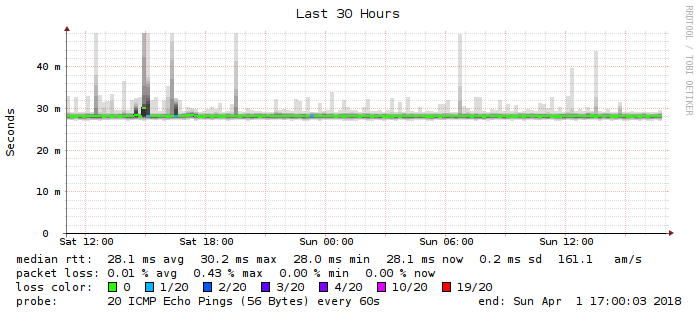 Last 30 Hours
RRDTOOL / TOBI OETIKER
Seconds
40 m
30 m
20 m
10 m
0
Sat 12:00 Sat 18:00 Sun 00:00 Sun 06:00 Sun 12:00
median rtt: 28.1 ms avg 30.2 ms max 28.0 ms min 28.1 ms now 0.2 ms sd 161.1 am/s
packet loss: 0.01 % avg 0.43 % max 0.00 % min 0.00 % now
loss color: 0 1/20 2/20 3/20 4/20 10/20 19/20
probe: 20 ICMP Echo Pings (56 Bytes) every 60s end: Sun Apr 1 17:00:03 2018